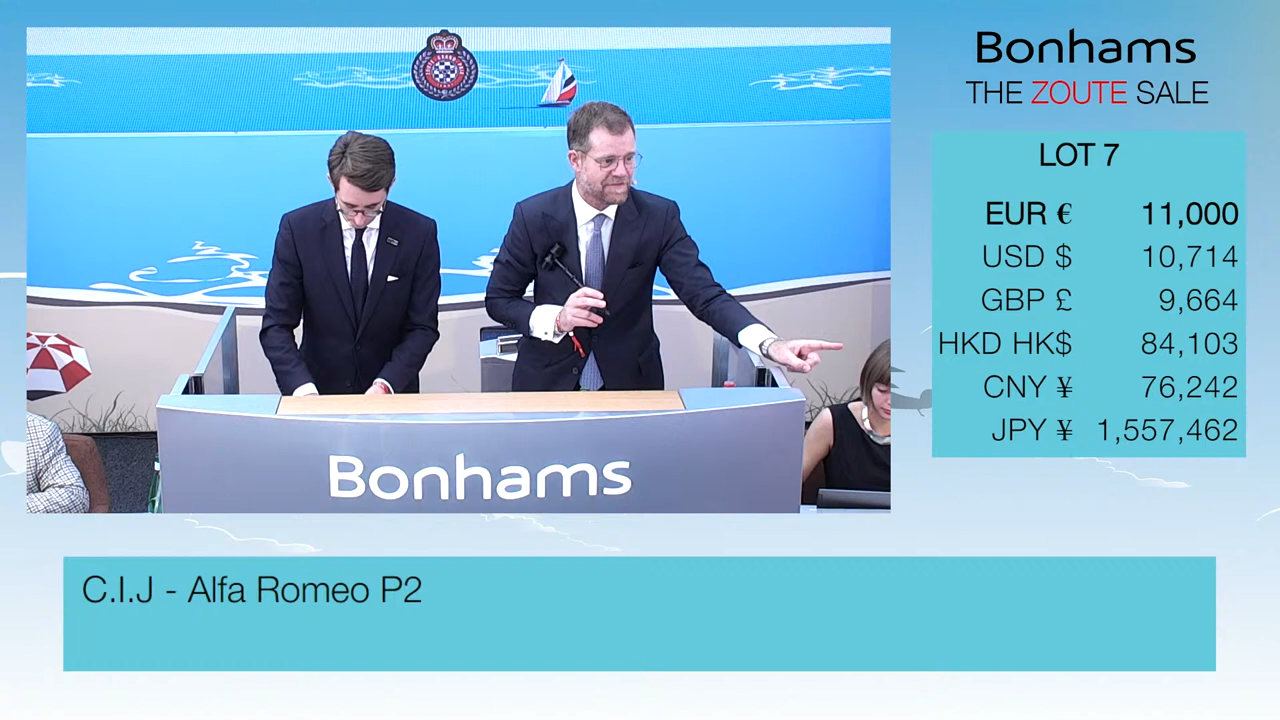 Bonhams
THE ZOUTE SALE
LOT 7
EUR € 11,000
USD $ 10,714
GBP £ 9,664
HKD HK$ 84,103
CNY ¥ 76,242
JPY ¥ 1,557,462
Bonhams
C.I.J - Alfa Romeo P2